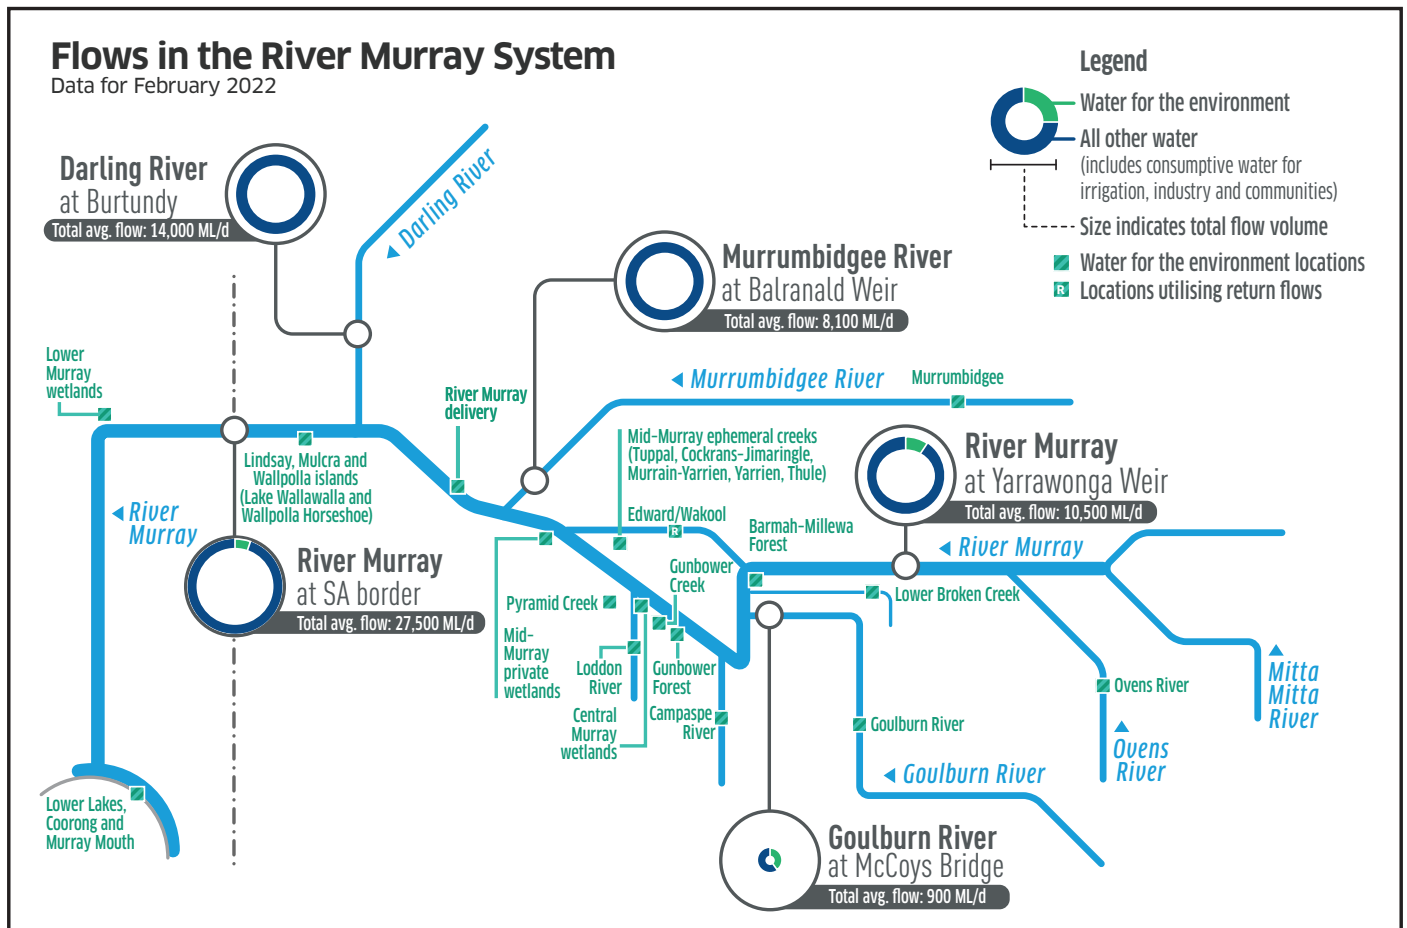 Flows in the River Murray System
Data for February 2022
Legend
Water for the environment
All other water
(includes consumptive water for
irrigation, industry and communities)
Size indicates total flow volume
Water for the environment locations
R
Locations utilising return flows
Darling River
at Burtundy
Total avg. flow: 14,000 ML/d
Darling River
Murrumbidgee River
at Balranald Weir
Total avg. flow: 8,100 ML/d
Lower
Murray
wetlands
River Murray
delivery
Murrumbidgee River
Murrumbidgee
Mid-Murray ephemeral creeks
(Tuppal, Cockrans-Jimaringle,
Murrain-Yarrien, Yarrien, Thule)
River Murray
at Yarrawonga Weir
Total avg. flow: 10,500 ML/d
Lindsay, Mulcra and
Wallpolla islands
(Lake Wallawalla and
Wallpolla Horseshoe)
River
Murray
Edward/Wakool
R
Barmah-Millewa
Forest
River Murray
River Murray
at SA border
Total avg. flow: 27,500 ML/d
Gunbower
Creek
Lower Broken Creek
Pyramid Creek
Mid-
Murray
private
wetlands
Loddon
River
Gunbower
Forest
Central
Murray
wetlands
Campaspe
River
Goulburn River
Ovens River
Mitta
Mitta
River
Ovens
River
Goulburn River
Lower Lakes,
Coorong and
Murray Mouth
Goulburn River
at McCoys Bridge
Total avg. flow: 900 ML/d